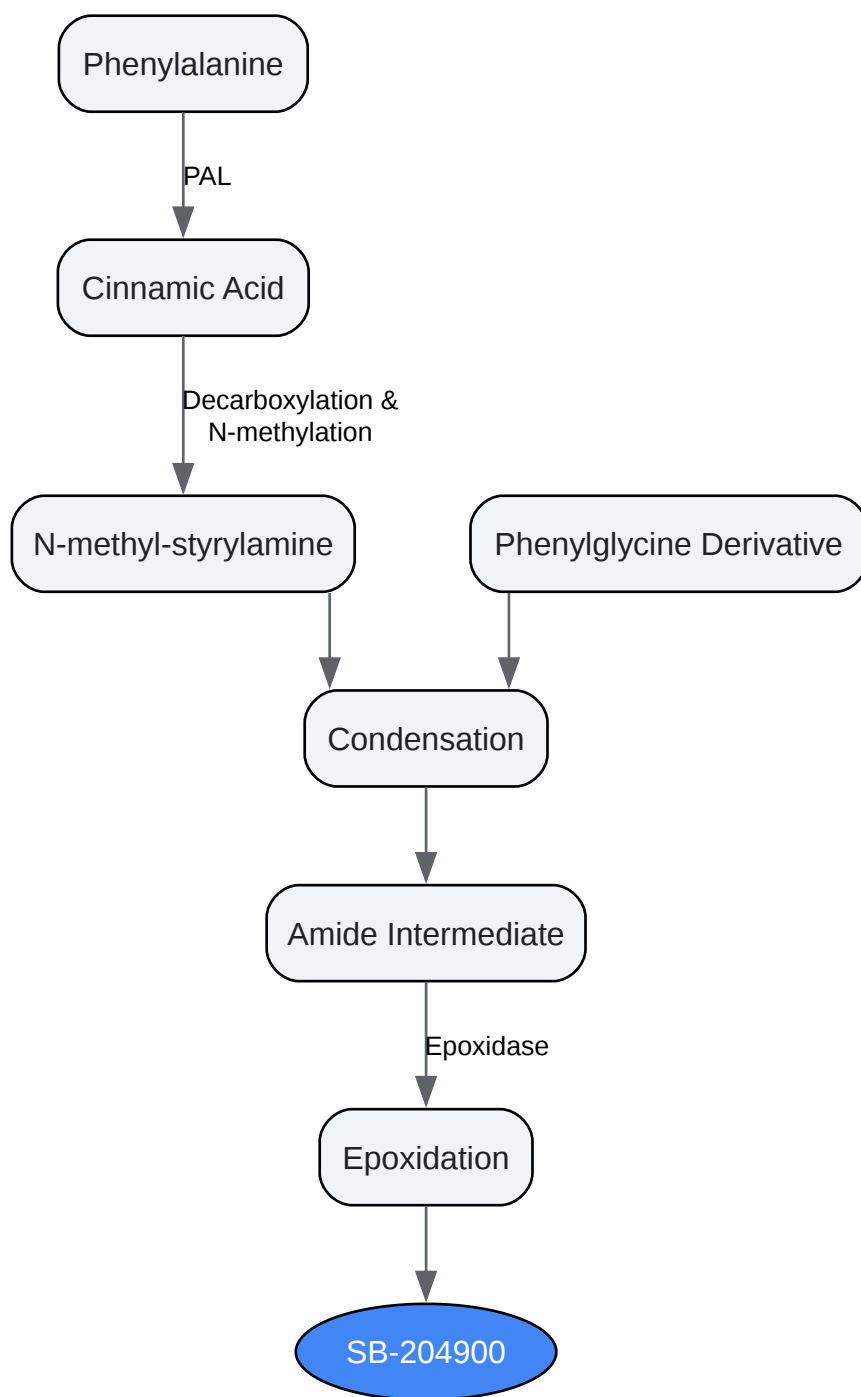 Phenylalanine
PAL
Cinnamic Acid
Decarboxylation &
N-methylation
N-methyl-styrylamine
Phenylglycine Derivative
Condensation
Amide Intermediate
Epoxidase
Epoxidation
SB-204900